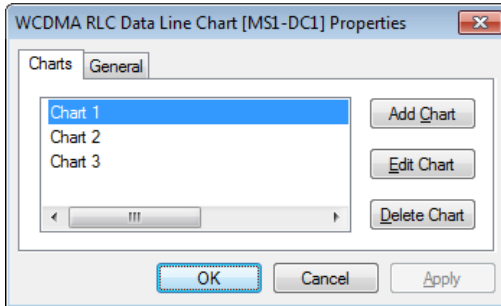 WCDMA RLC Data Line Chart [MS1-DC1] Properties
Charts General
Chart 1
Chart 2
Chart 3
Add Chart
Edit Chart
Delete Chart
OK Cancel Apply